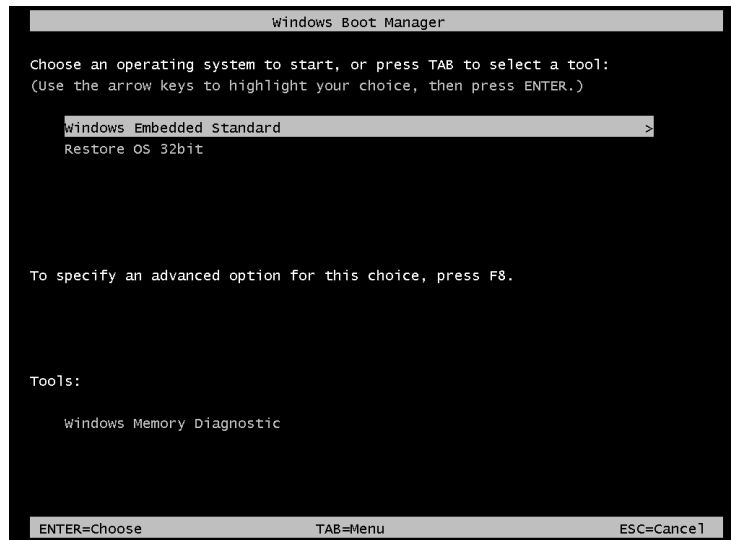 Windows Boot Manager
Choose an operating system to start, or press TAB to select a tool:
(Use the arrow keys to highlight your choice, then press ENTER.)
Windows Embedded Standard >
Restore OS 32bit
To specify an advanced option for this choice, press F8.
Tools:
Windows Memory Diagnostic
ENTER=Choose TAB=Menu ESC=Cancel